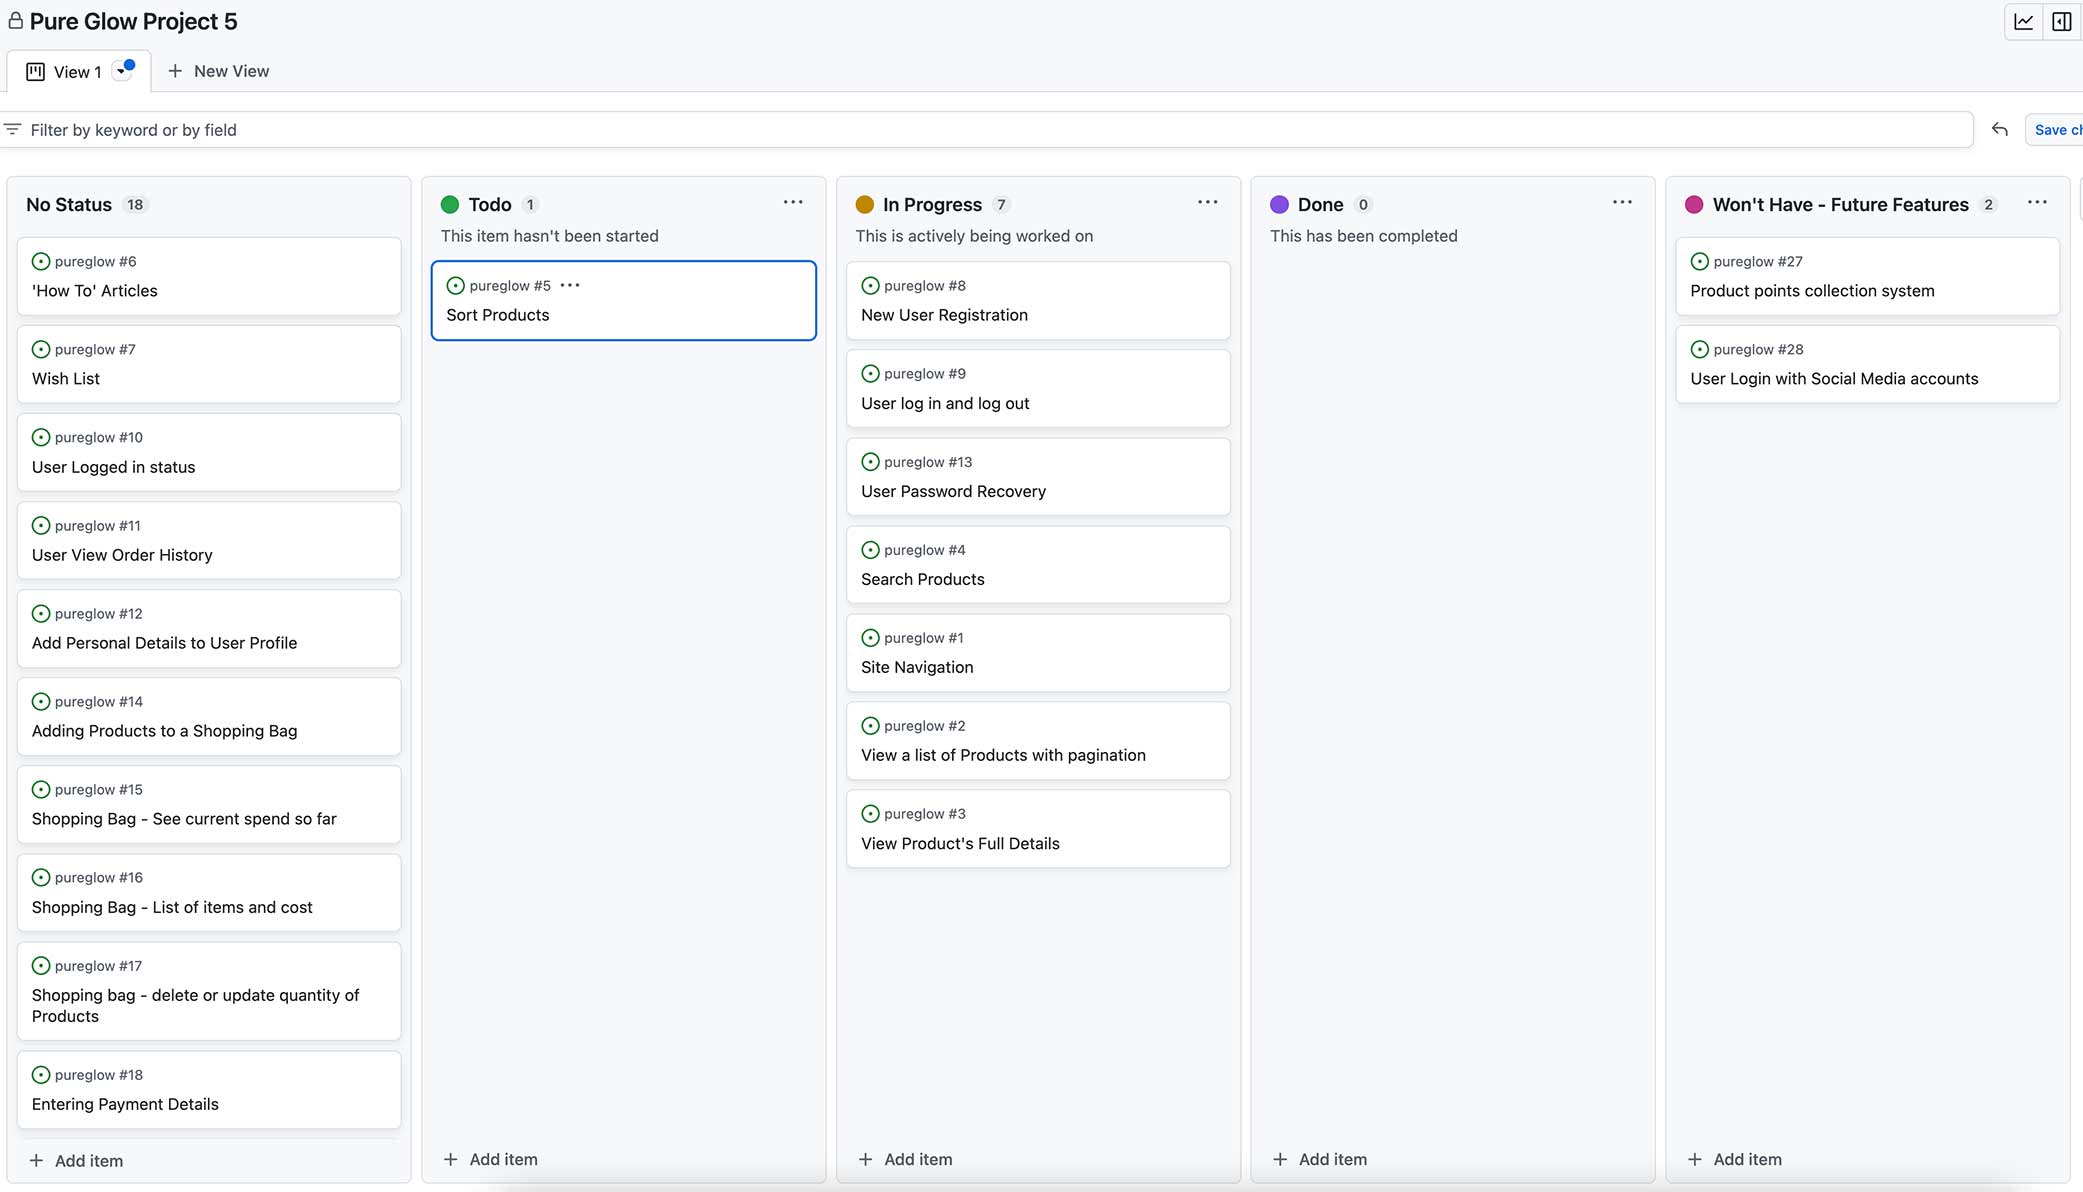 Pure Glow Project 5
View 1
New View
Filter by keyword or by field
Save
No Status 18
pureglow #6
'How To' Articles
pureglow #7
Wish List
pureglow #10
User Logged in status
pureglow #11
User View Order History
pureglow #12
Add Personal Details to User Profile
pureglow #14
Adding Products to a Shopping Bag
pureglow #15
Shopping Bag - See current spend so far
pureglow #16
Shopping Bag - List of items and cost
pureglow #17
Shopping bag - delete or update quantity of
Products
pureglow #18
Entering Payment Details
Add item
Todo 1
This item hasn't been started
pureglow #5
Sort Products
Add item
In Progress 7
This is actively being worked on
pureglow #8
New User Registration
pureglow #9
User log in and log out
pureglow #13
User Password Recovery
pureglow #4
Search Products
pureglow #1
Site Navigation
pureglow #2
View a list of Products with pagination
pureglow #3
View Product's Full Details
Add item
Done 0
This has been completed
Add item
Won't Have - Future Features 2
pureglow #27
Product points collection system
pureglow #28
User Login with Social Media accounts
Add item